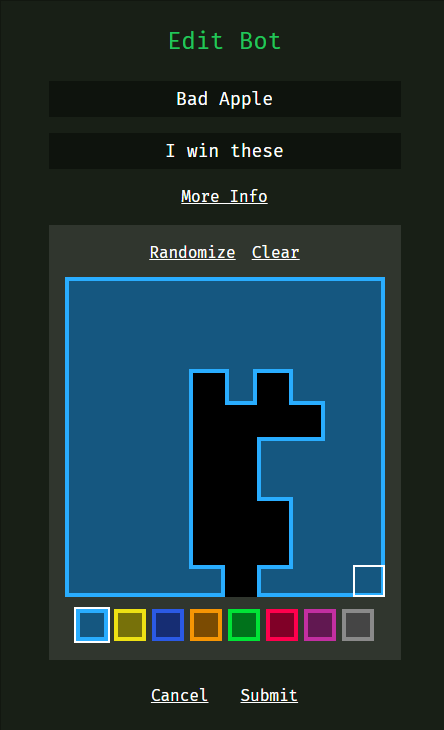 Edit Bot
Bad Apple
I win these
More Info
Randomize Clear
Cancel Submit